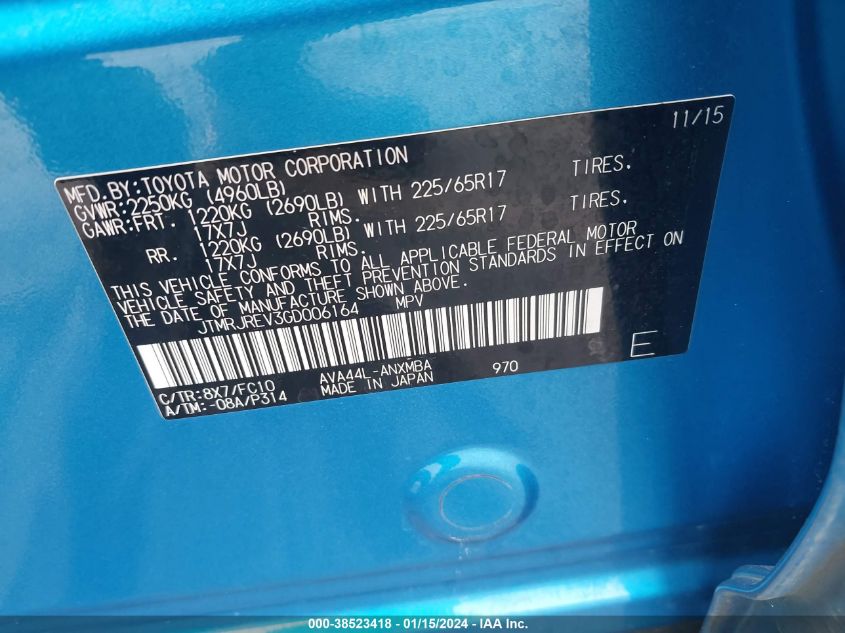 11/15
MFD.BY:TOYOTA MOTOR CORPORATION
GVWR:2250KG (4960LB)
GAWR:FRT. 1220KG (2690LB) WITH 225/65R17 TIRES.
17X7J RIMS.
RR. 1220KG (2690LB) WITH 225/65R17 TIRES.
17X7J RIMS.
THIS VEHICLE CONFORMS TO ALL APPLICABLE FEDERAL MOTOR
VEHICLE SAFETY AND THEFT PREVENTION STANDARDS IN EFFECT ON
THE DATE OF MANUFACTURE SHOWN ABOVE.
JTMRJREV3GD006164 MPV
C/TR:8X7/FC10 AVA44L-ANXMBA 970 E
A/TM:-08A/P314 MADE IN JAPAN
000-38523418 - 01/15/2024 - IAA Inc.